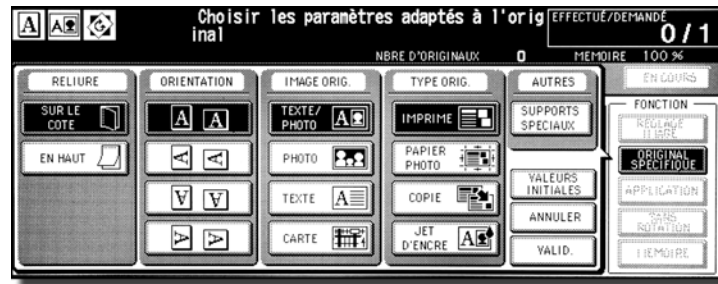 Choisir les paramètres adaptés à l'orig
inal
EFFECTUÉ/DEMANDÉ
0 / 1
NBRE D'ORIGINAUX 0 MEMOIRE 100 %
RELIURE
SUR LE
COTE
EN HAUT
ORIENTATION
A A
A A
A A
A A
IMAGE ORIG.
TEXTE/
PHOTO
PHOTO
TEXTE
CARTE
TYPE ORIG.
IMPRIME
PAPIER
PHOTO
COPIE
JET
D'ENCRE
AUTRES
SUPPORTS
SPECIAUX
VALEURS
INITIALES
ANNULER
VALID.
EN COURS
FONCTION
REGLAGE
IMAGE
ORIGINAL
SPECIFIQUE
APPLICATION
SANS
ROTATION
MEMOIRE